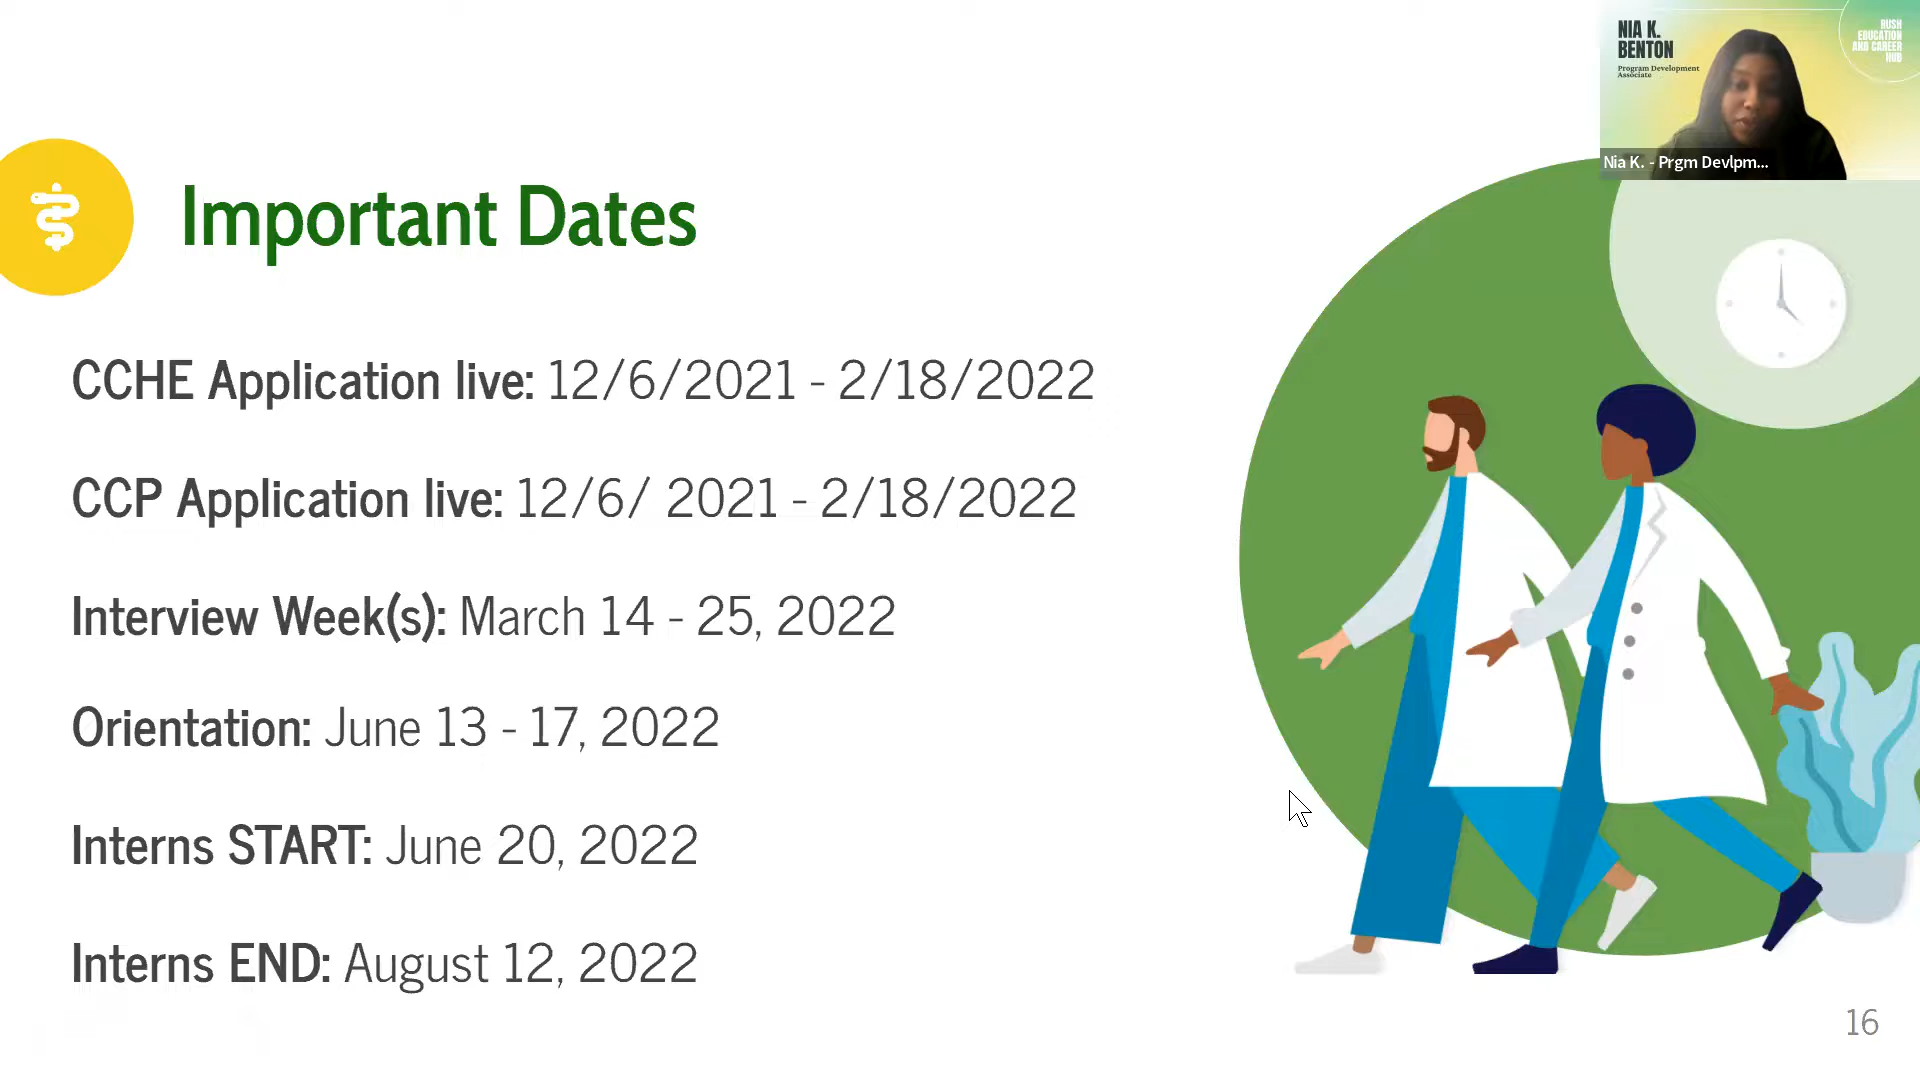 NIA K.
BENTON
Program Development
Associate
RUSH
EDUCATION
AND CAREER
HUB
Nia K. - Prgm Devlpm...
Important Dates
CCHE Application live: 12/6/2021 - 2/18/2022
CCP Application live: 12/6/ 2021 - 2/18/2022
Interview Week(s): March 14 - 25, 2022
Orientation: June 13 - 17, 2022
Interns START: June 20, 2022
Interns END: August 12, 2022
16